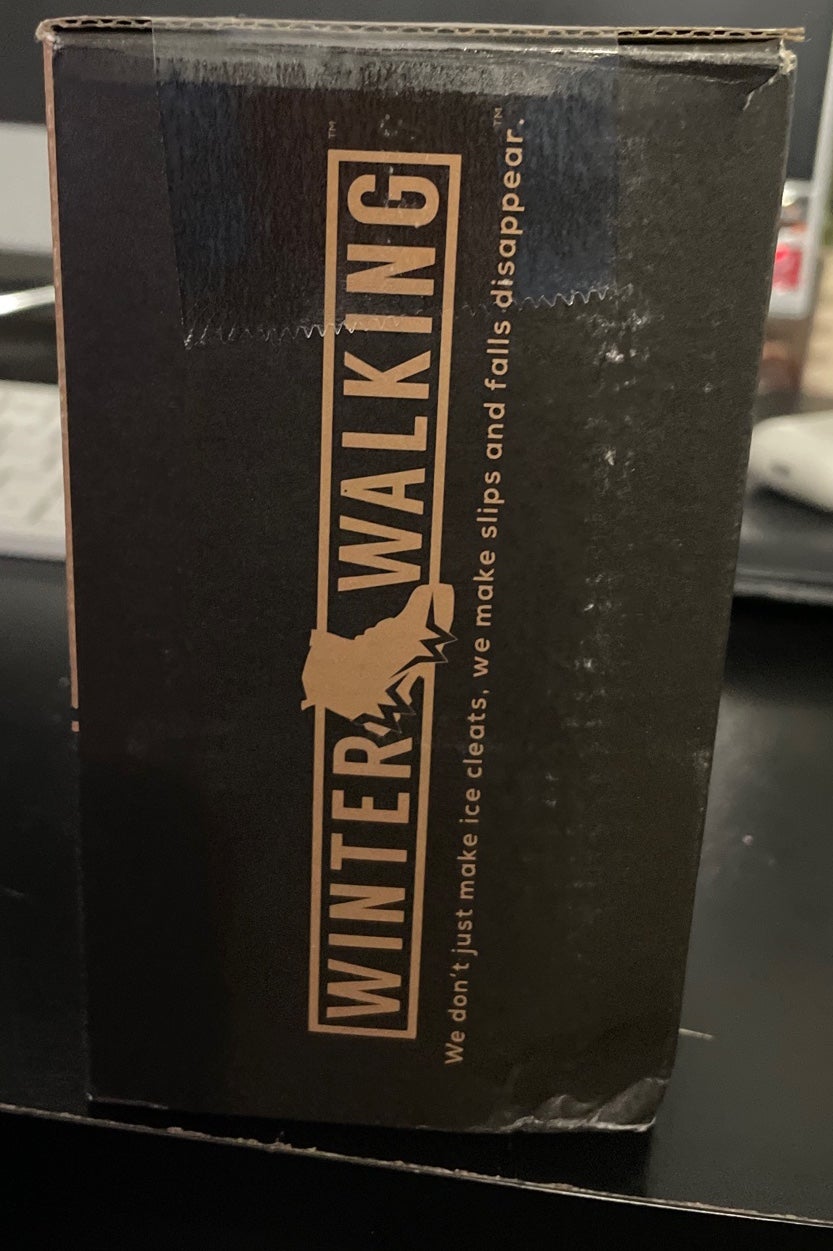 WINTER WALKING™
We don't just make ice cleats, we make slips and falls disappear.™